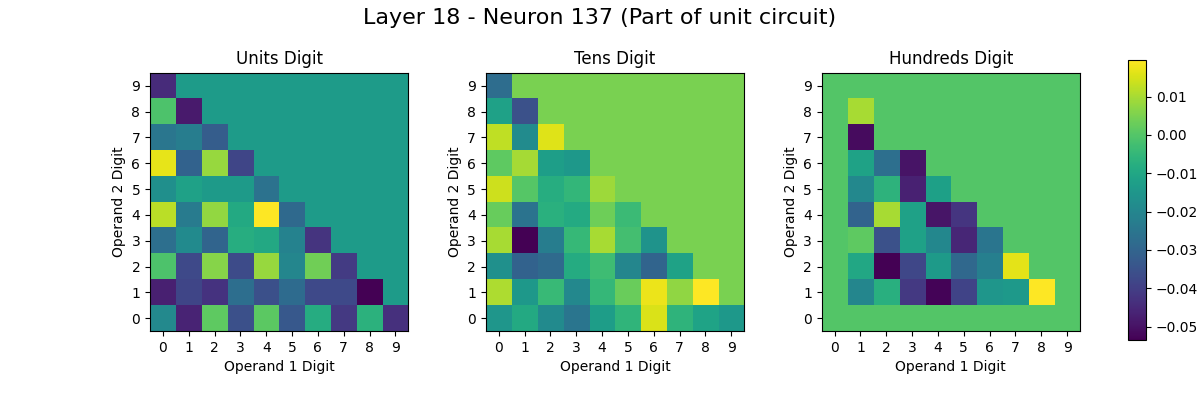 Layer 18 - Neuron 137 (Part of unit circuit)
Units Digit
Tens Digit
Hundreds Digit
Operand 2 Digit
9
8
7
6
5
4
3
2
1
0
0 1 2 3 4 5 6 7 8 9
Operand 1 Digit
Operand 2 Digit
9
8
7
6
5
4
3
2
1
0
0 1 2 3 4 5 6 7 8 9
Operand 1 Digit
Operand 2 Digit
9
8
7
6
5
4
3
2
1
0
0 1 2 3 4 5 6 7 8 9
Operand 1 Digit
0.01
0.00
−0.01
−0.02
−0.03
−0.04
−0.05